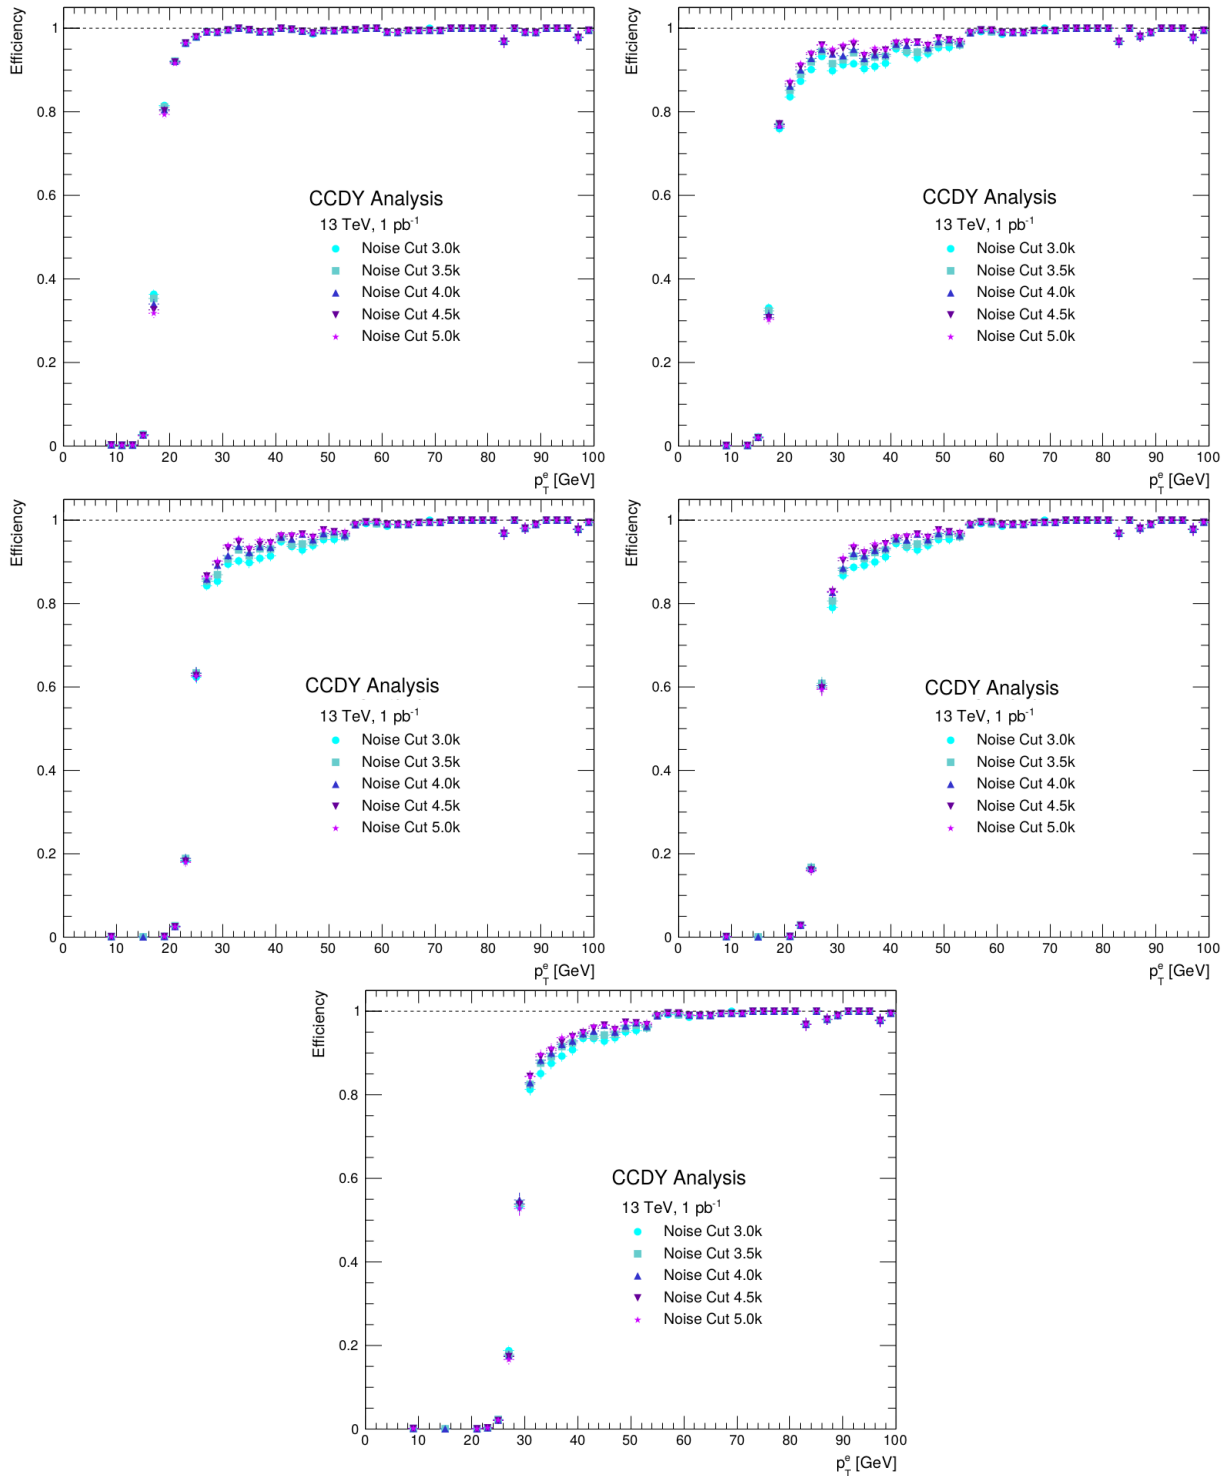 Efficiency
1
0.8
0.6
0.4
0.2
0
CCDY Analysis
13 TeV, 1 pb-1
Noise Cut 3.0k
Noise Cut 3.5k
Noise Cut 4.0k
Noise Cut 4.5k
Noise Cut 5.0k
0 10 20 30 40 50 60 70 80 90 100
peT [GeV]
Efficiency
1
0.8
0.6
0.4
0.2
0
CCDY Analysis
13 TeV, 1 pb-1
Noise Cut 3.0k
Noise Cut 3.5k
Noise Cut 4.0k
Noise Cut 4.5k
Noise Cut 5.0k
0 10 20 30 40 50 60 70 80 90 100
peT [GeV]
Efficiency
1
0.8
0.6
0.4
0.2
0
CCDY Analysis
13 TeV, 1 pb-1
Noise Cut 3.0k
Noise Cut 3.5k
Noise Cut 4.0k
Noise Cut 4.5k
Noise Cut 5.0k
0 10 20 30 40 50 60 70 80 90 100
peT [GeV]
Efficiency
1
0.8
0.6
0.4
0.2
0
CCDY Analysis
13 TeV, 1 pb-1
Noise Cut 3.0k
Noise Cut 3.5k
Noise Cut 4.0k
Noise Cut 4.5k
Noise Cut 5.0k
0 10 20 30 40 50 60 70 80 90 100
peT [GeV]
Efficiency
1
0.8
0.6
0.4
0.2
0
CCDY Analysis
13 TeV, 1 pb-1
Noise Cut 3.0k
Noise Cut 3.5k
Noise Cut 4.0k
Noise Cut 4.5k
Noise Cut 5.0k
0 10 20 30 40 50 60 70 80 90 100
peT [GeV]